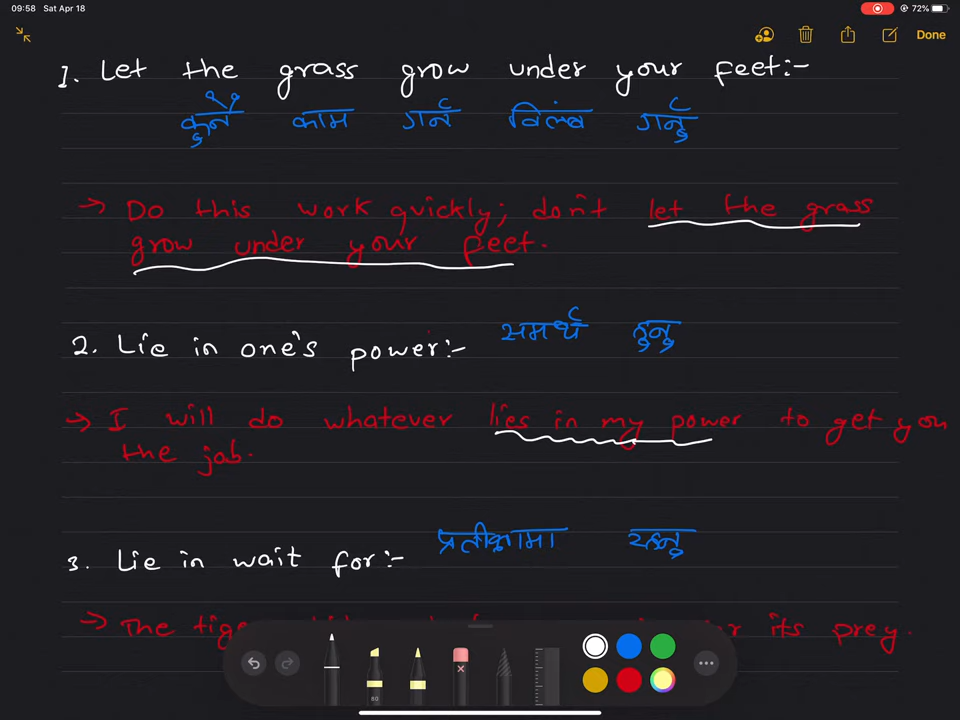 09:58 Sat Apr 18 72%
Done
1. Let the grass grow under your feet:-
कुनै काम गर्न विलंब गर्नु
→ Do this work quickly; don't let the grass
grow under your feet.
2. Lie in one's power:- समर्थ हुनु
→ I will do whatever lies in my power to get you
the job.
3. Lie in wait for:- प्रतीक्षामा रहनु
→ The its prey.
80